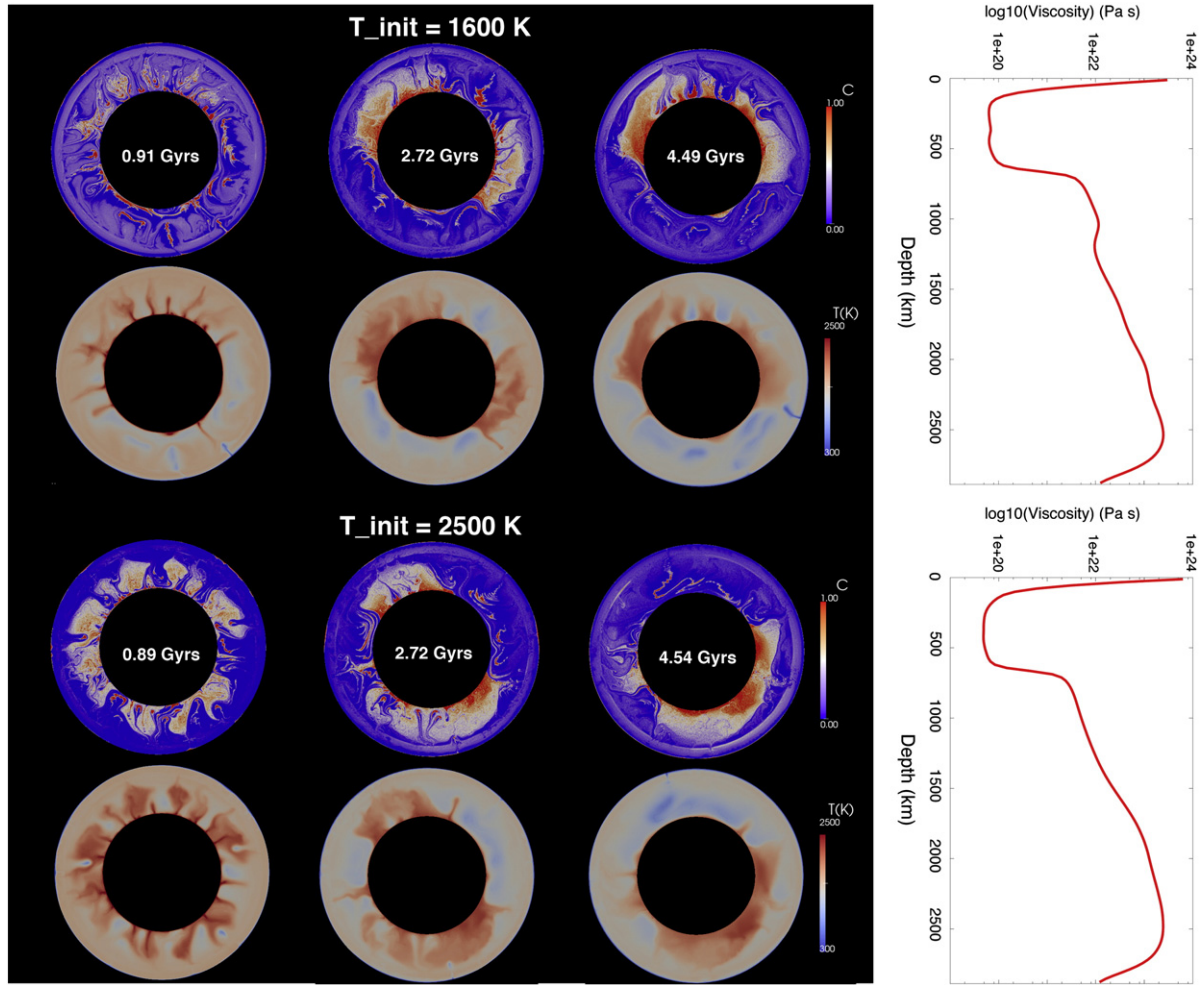 T_init = 1600 K
0.91 Gyrs
2.72 Gyrs
4.49 Gyrs
C
1.00
0.00
T(K)
2500
300
log10(Viscosity) (Pa s)
1e+20
1e+22
1e+24
0
500
1000
1500
2000
2500
Depth (km)
T_init = 2500 K
0.89 Gyrs
2.72 Gyrs
4.54 Gyrs
C
1.00
0.00
T(K)
2500
300
log10(Viscosity) (Pa s)
1e+20
1e+22
1e+24
0
500
1000
1500
2000
2500
Depth (km)